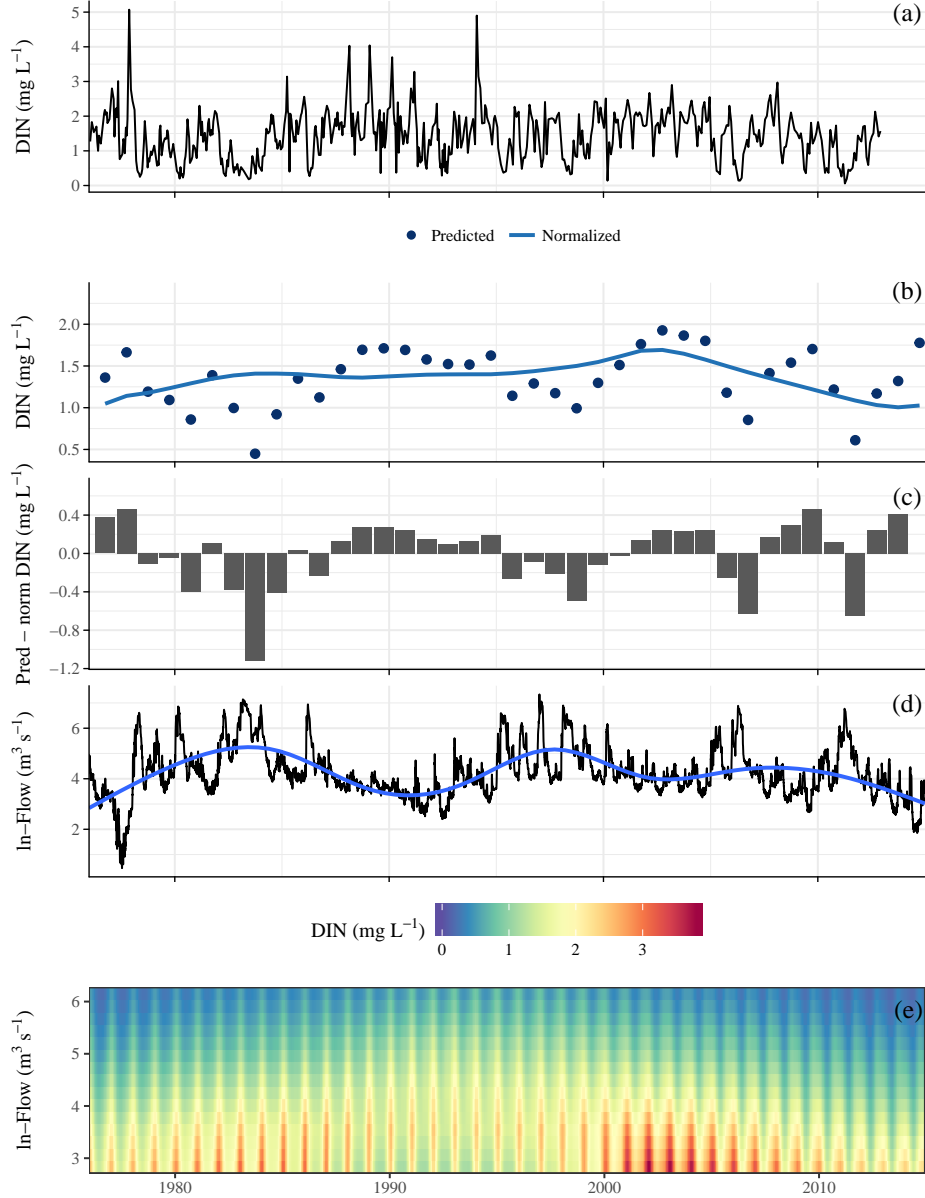 (a)
DIN (mg L⁻¹)
5
4
3
2
1
0
Predicted
Normalized
(b)
DIN (mg L⁻¹)
2.0
1.5
1.0
0.5
(c)
Pred − norm DIN (mg L⁻¹)
0.4
0.0
−0.4
−0.8
−1.2
(d)
ln−Flow (m³ s⁻¹)
6
4
2
DIN (mg L⁻¹)
0 1 2 3
(e)
ln−Flow (m³ s⁻¹)
6
5
4
3
1980 1990 2000 2010